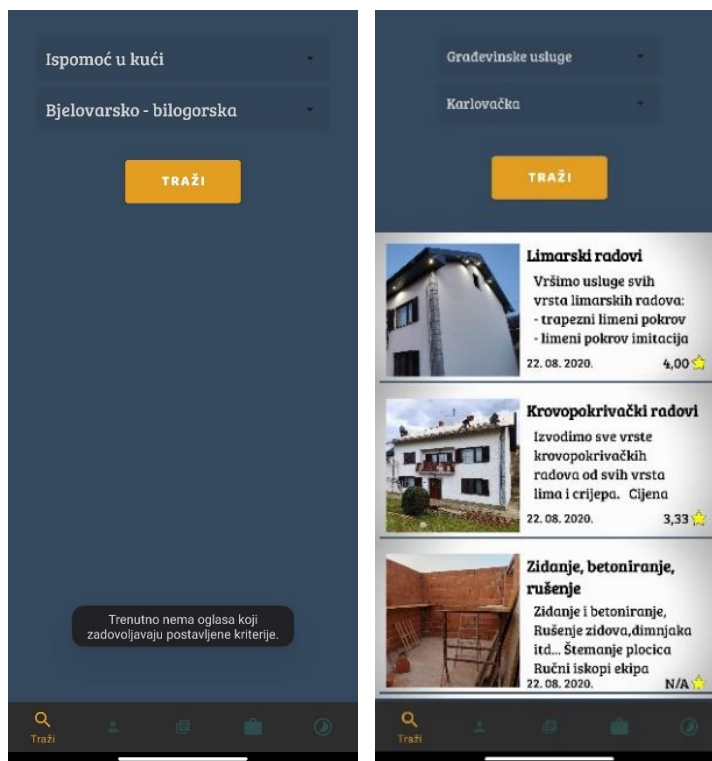 Ispomoć u kući
Bjelovarsko - bilogorska
TRAŽI
Trenutno nema oglasa koji
zadovoljavaju postavljene kriterije.
Traži
Građevinske usluge
Karlovačka
TRAŽI
Limarski radovi
Vršimo usluge svih
vrsta limarskih radova:
- trapezni limeni pokrov
- limeni pokrov imitacija
22. 08. 2020. 4,00
Krovopokrivački radovi
Izvodimo sve vrste
krovopokrivačkih
radova od svih vrsta
lima i crijepa. Cijena
22. 08. 2020. 3,33
Zidanje, betoniranje,
rušenje
Zidanje i betoniranje,
Rušenje zidova,dimnjaka
itd... Štemanje plocica
Ručni iskopi ekipa
22. 08. 2020. N/A
Traži